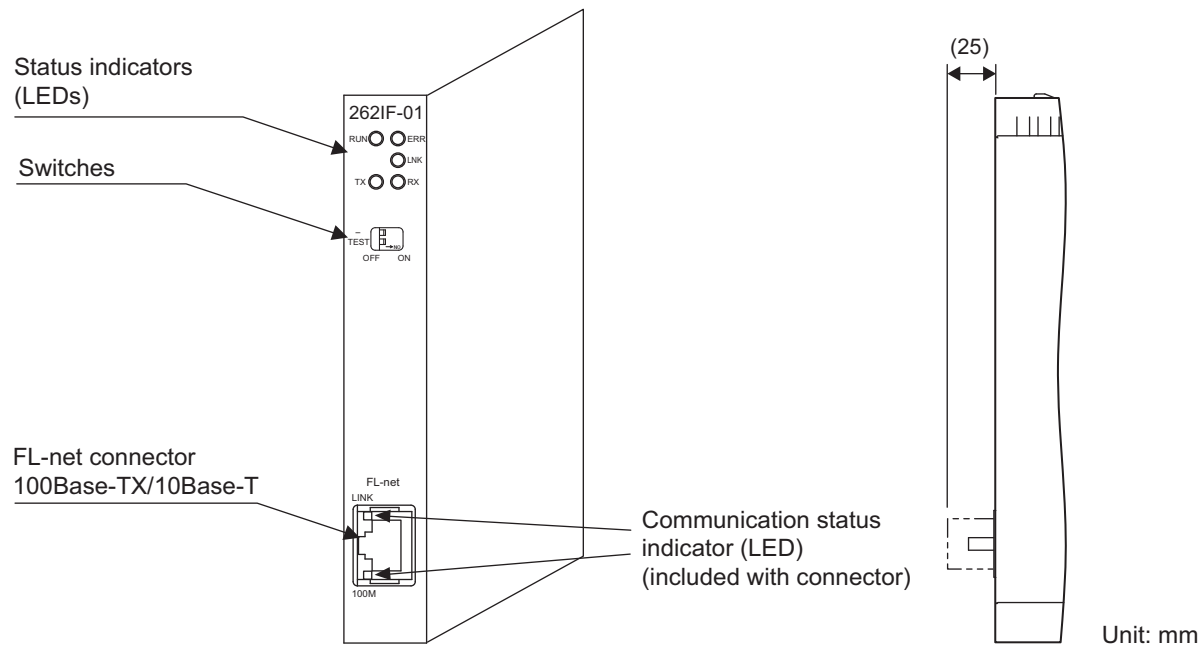 Status indicators
(LEDs)
Switches
FL-net connector
100Base-TX/10Base-T
262IF-01
RUN
ERR
LNK
TX
RX
–
TEST
→NO
OFF ON
FL-net
LINK
100M
Communication status
indicator (LED)
(included with connector)
(25)
Unit: mm